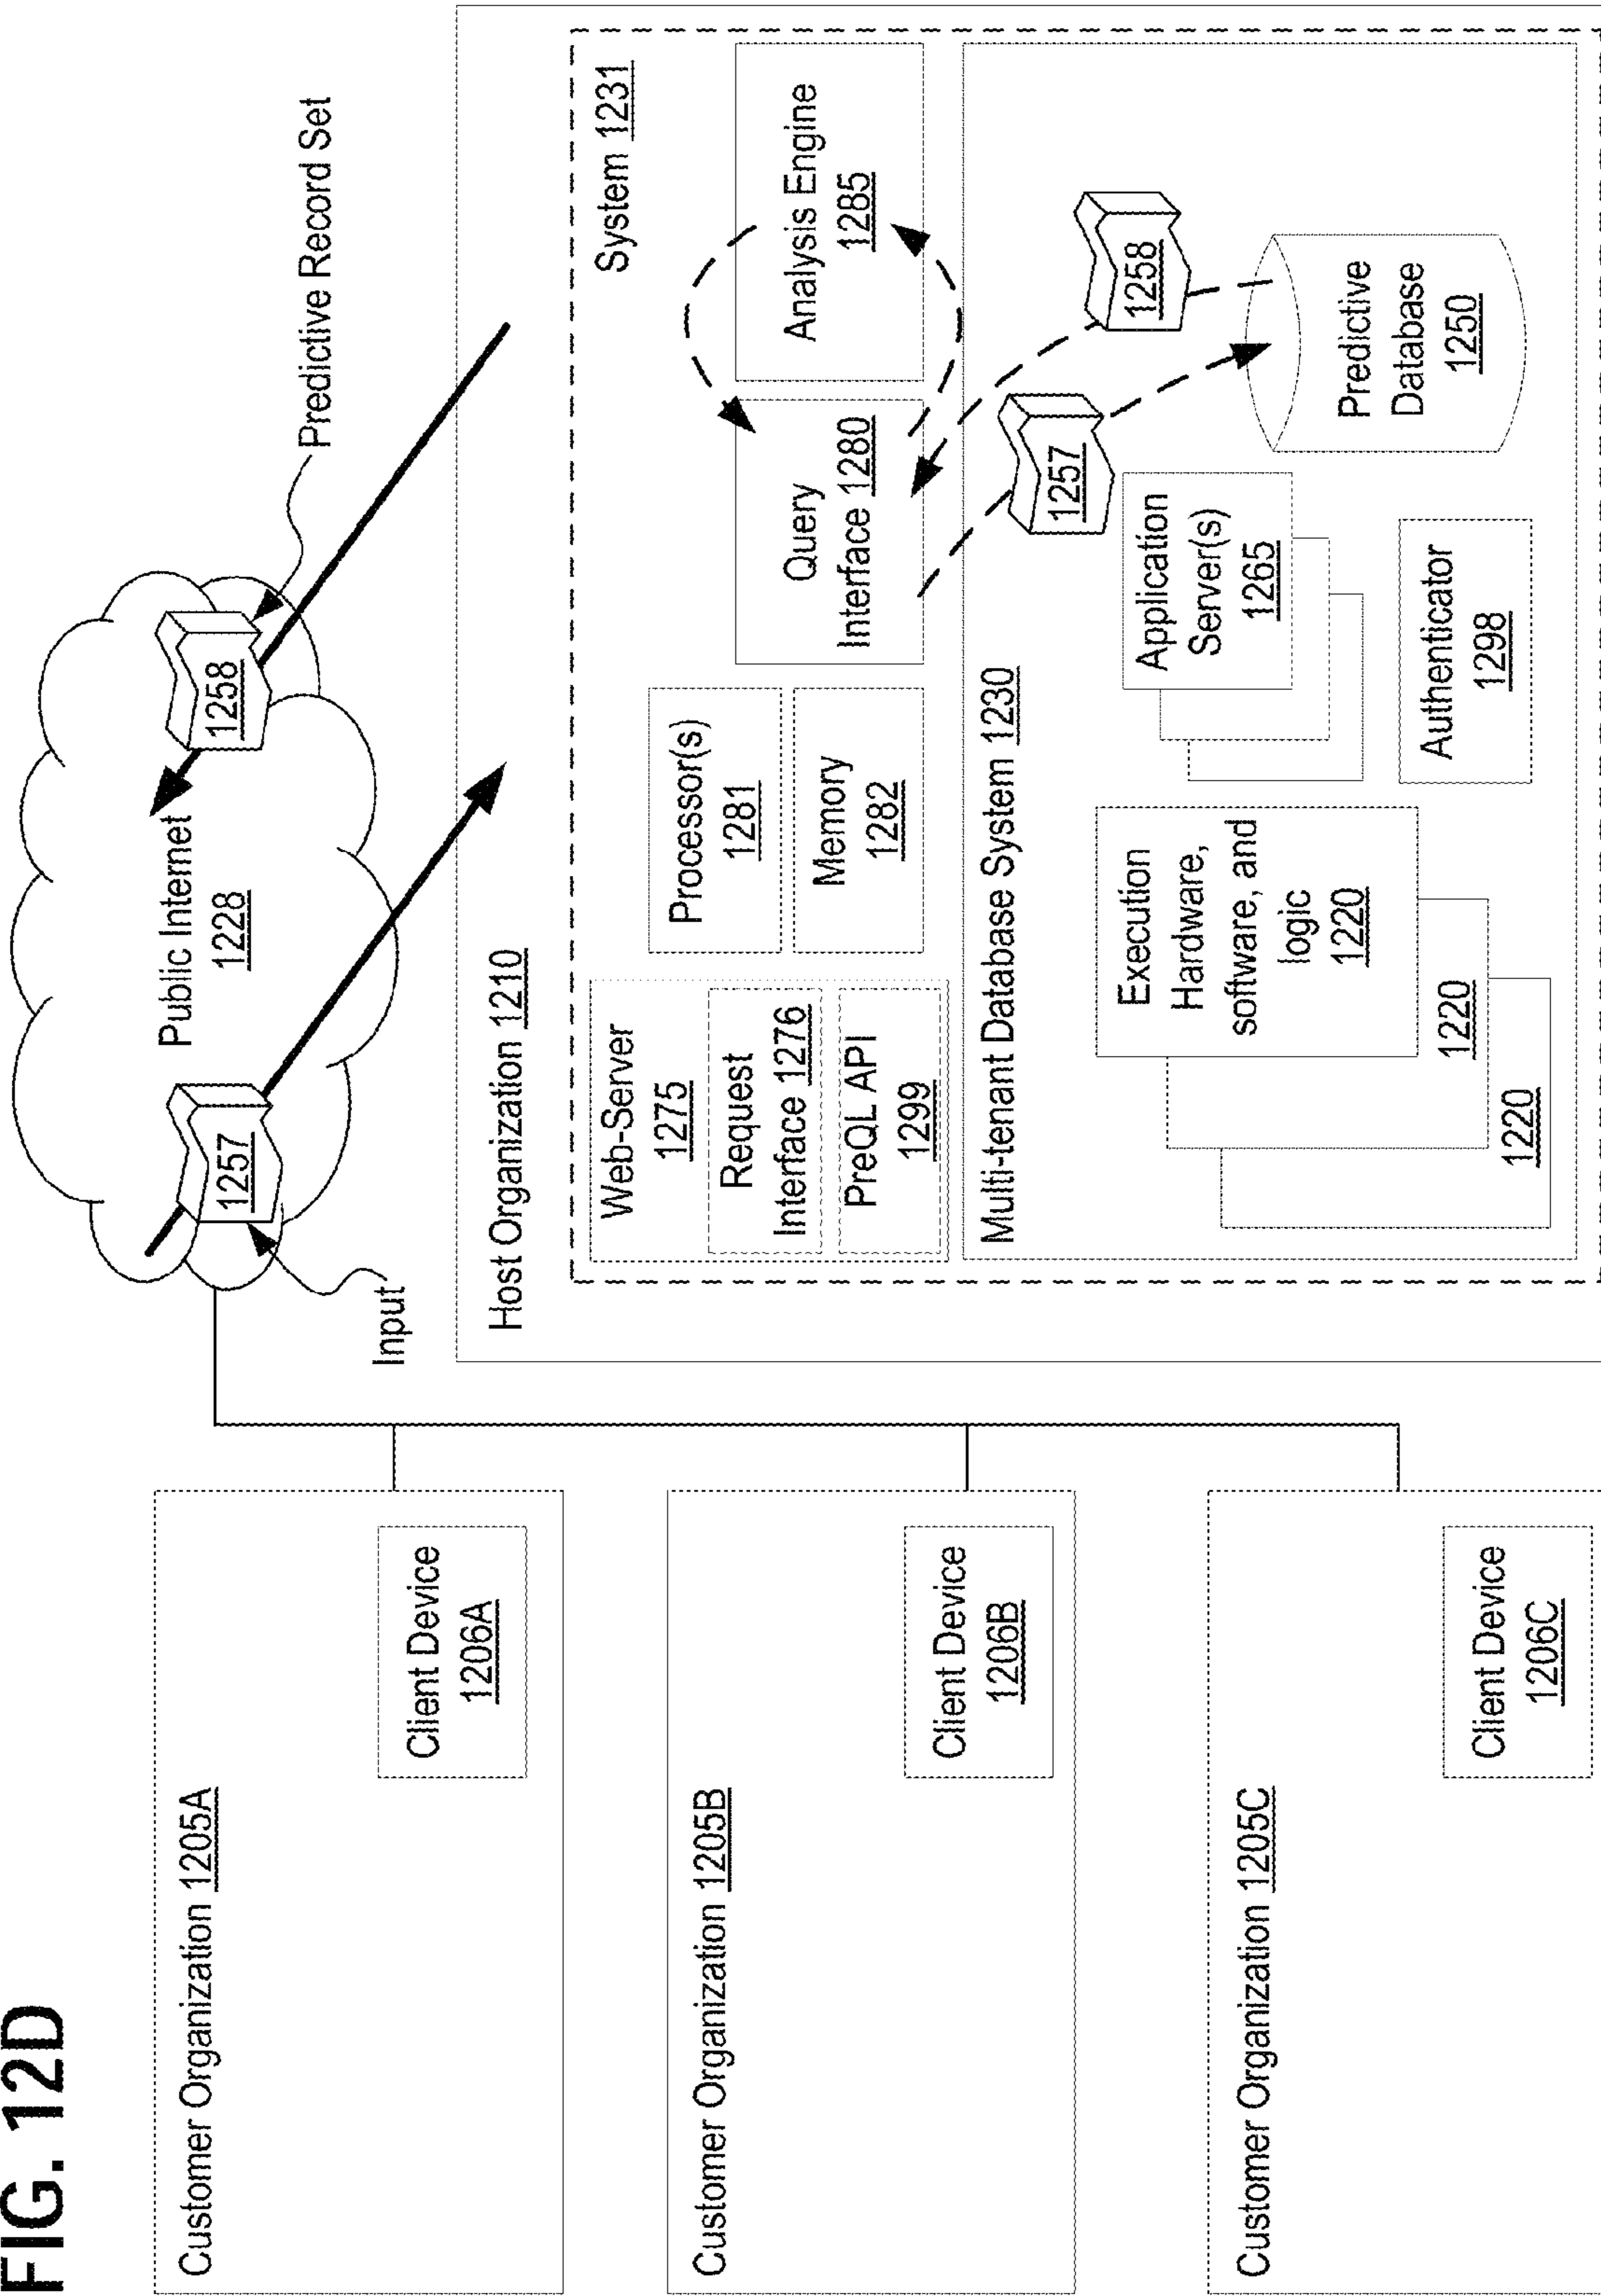 FIG. 12D
Customer Organization 1205A
Client Device
1206A
Customer Organization 1205B
Client Device
1206B
Customer Organization 1205C
Client Device
1206C
Public Internet
1228
1257
Input
1258
Predictive Record Set
Host Organization 1210
System 1231
Web-Server
1275
Request
Interface 1276
PreQL API
1299
Processor(s)
1281
Memory
1282
Query
Interface 1280
Analysis Engine
1285
Multi-tenant Database System 1230
1257
1258
Execution
Hardware,
software, and
logic
1220
1220
1220
Application
Server(s)
1265
Authenticator
1298
Predictive
Database
1250